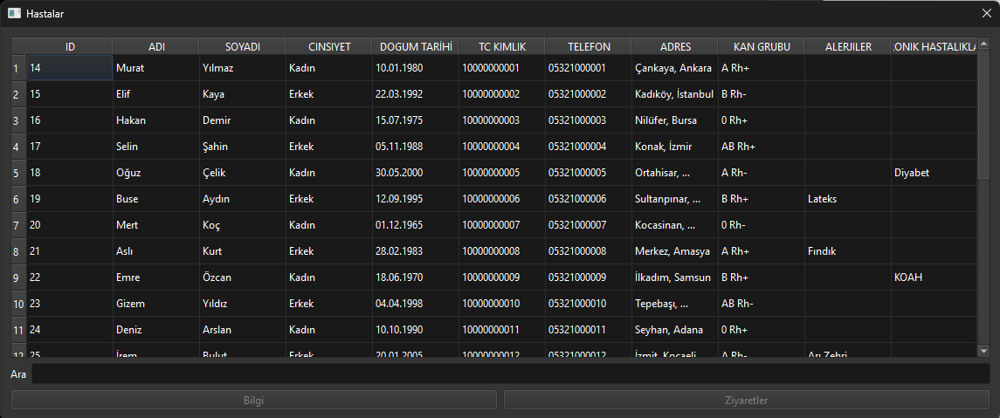 Hastalar
ID ADI SOYADI CINSIYET DOGUM TARİHİ TC KIMLIK TELEFON ADRES KAN GRUBU ALERJILER ONIK HASTALIKLA
1 14 Murat Yılmaz Kadın 10.01.1980 10000000001 05321000001 Çankaya, Ankara A Rh+
2 15 Elif Kaya Erkek 22.03.1992 10000000002 05321000002 Kadıköy, İstanbul B Rh-
3 16 Hakan Demir Kadın 15.07.1975 10000000003 05321000003 Nilüfer, Bursa 0 Rh+
4 17 Selin Şahin Erkek 05.11.1988 10000000004 05321000004 Konak, İzmir AB Rh+
5 18 Oğuz Çelik Kadın 30.05.2000 10000000005 05321000005 Ortahisar, ... A Rh- Diyabet
6 19 Buse Aydın Erkek 12.09.1995 10000000006 05321000006 Sultanpınar, ... B Rh+ Lateks
7 20 Mert Koç Kadın 01.12.1965 10000000007 05321000007 Kocasinan, ... 0 Rh-
8 21 Aslı Kurt Erkek 28.02.1983 10000000008 05321000008 Merkez, Amasya A Rh+ Fındık
9 22 Emre Özcan Kadın 18.06.1970 10000000009 05321000009 İlkadım, Samsun B Rh+ KOAH
10 23 Gizem Yıldız Erkek 04.04.1998 10000000010 05321000010 Tepebaşı, ... AB Rh-
11 24 Deniz Arslan Kadın 10.10.1990 10000000011 05321000011 Seyhan, Adana 0 Rh+
12 25 İrem Bulut Erkek 20.01.2005 10000000012 05321000012 İzmit, Kocaeli A Rh- Arı Zehri
Ara
Bilgi Ziyaretler